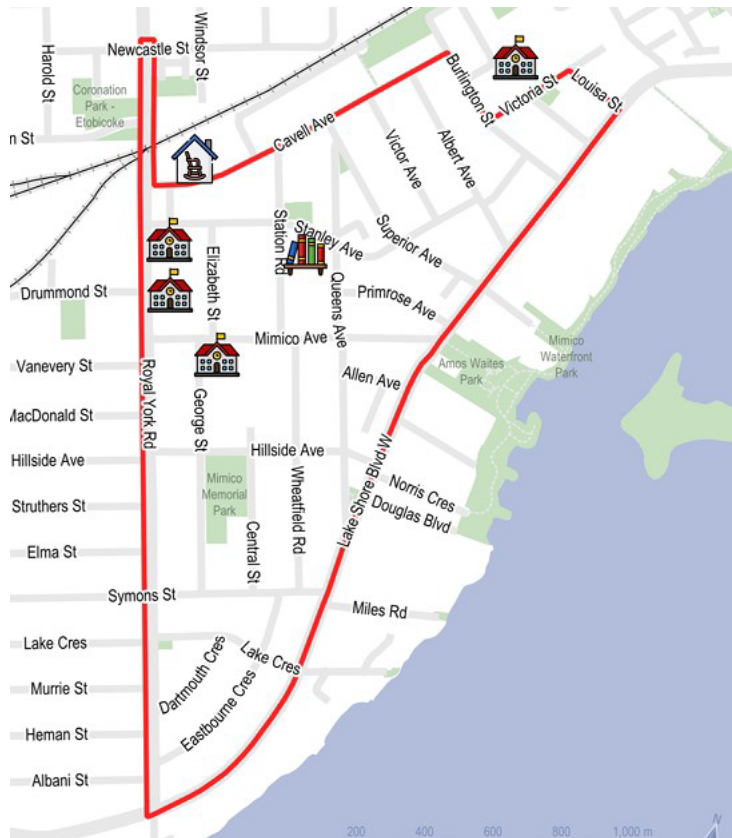 Harold St
Newcastle St
Windsor St
Coronation
Park -
Etobicoke
n St
Cavell Ave
Burlington St
Victoria St
Louisa St
Victor Ave
Albert Ave
Station Rd
Stanley Ave
Superior Ave
Elizabeth St
Queens Ave
Drummond St
Primrose Ave
Mimico Ave
Mimico
Waterfront
Park
Vanevery St
Royal York Rd
Allen Ave
Amos Waites
Park
MacDonald St
George St
Hillside Ave
Hillside Ave
Lake Shore Blvd W
Wheatfield Rd
Norris Cres
Mimico
Memorial
Park
Struthers St
Douglas Blvd
Central St
Elma St
Symons St
Miles Rd
Lake Cres
Dartmouth Cres
Lake Cres
Murrie St
Eastbourne Cres
Heman St
Albani St
200
400
600
800
1,000 m
N